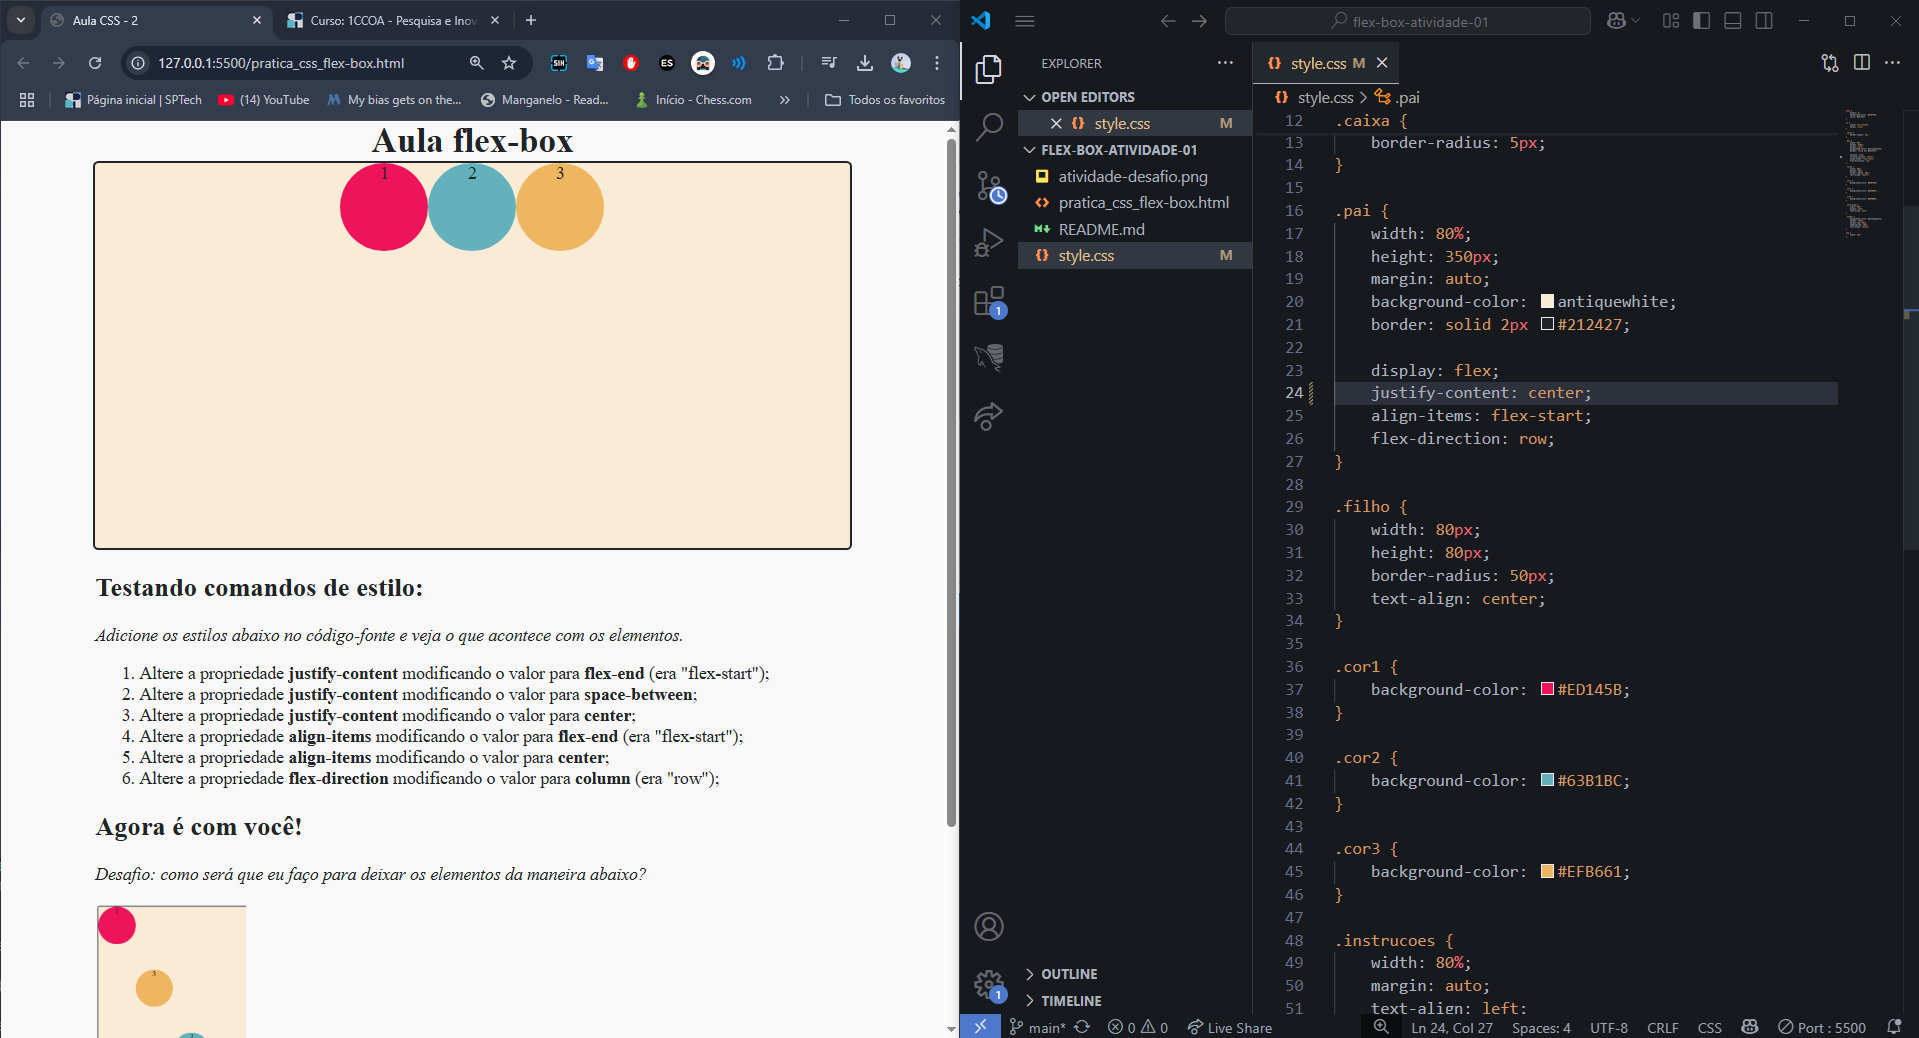 Aula CSS - 2
Curso: 1CCOA - Pesquisa e Inov
127.0.0.1:5500/pratica_css_flex-box.html
Página inicial | SPTech
(14) YouTube
My bias gets on the...
Manganelo - Read...
Início - Chess.com
Todos os favoritos
Aula flex-box
1
2
3
Testando comandos de estilo:
Adicione os estilos abaixo no código-fonte e veja o que acontece com os elementos.
1. Altere a propriedade justify-content modificando o valor para flex-end (era "flex-start");
2. Altere a propriedade justify-content modificando o valor para space-between;
3. Altere a propriedade justify-content modificando o valor para center;
4. Altere a propriedade align-items modificando o valor para flex-end (era "flex-start");
5. Altere a propriedade align-items modificando o valor para center;
6. Altere a propriedade flex-direction modificando o valor para column (era "row");
Agora é com você!
Desafio: como será que eu faço para deixar os elementos da maneira abaixo?
3
flex-box-atividade-01
EXPLORER
OPEN EDITORS
style.css M
FLEX-BOX-ATIVIDADE-01
atividade-desafio.png
pratica_css_flex-box.html
README.md
style.css M
OUTLINE
TIMELINE
style.css M
style.css > .pai
12 .caixa {
13 border-radius: 5px;
14 }
15
16 .pai {
17 width: 80%;
18 height: 350px;
19 margin: auto;
20 background-color: antiquewhite;
21 border: solid 2px #212427;
22
23 display: flex;
24 justify-content: center;
25 align-items: flex-start;
26 flex-direction: row;
27 }
28
29 .filho {
30 width: 80px;
31 height: 80px;
32 border-radius: 50px;
33 text-align: center;
34 }
35
36 .cor1 {
37 background-color: #ED145B;
38 }
39
40 .cor2 {
41 background-color: #63B1BC;
42 }
43
44 .cor3 {
45 background-color: #EFB661;
46 }
47
48 .instrucoes {
49 width: 80%;
50 margin: auto;
51 text-align: left;
main* 0 0 Live Share
Ln 24, Col 27 Spaces: 4 UTF-8 CRLF CSS Port : 5500